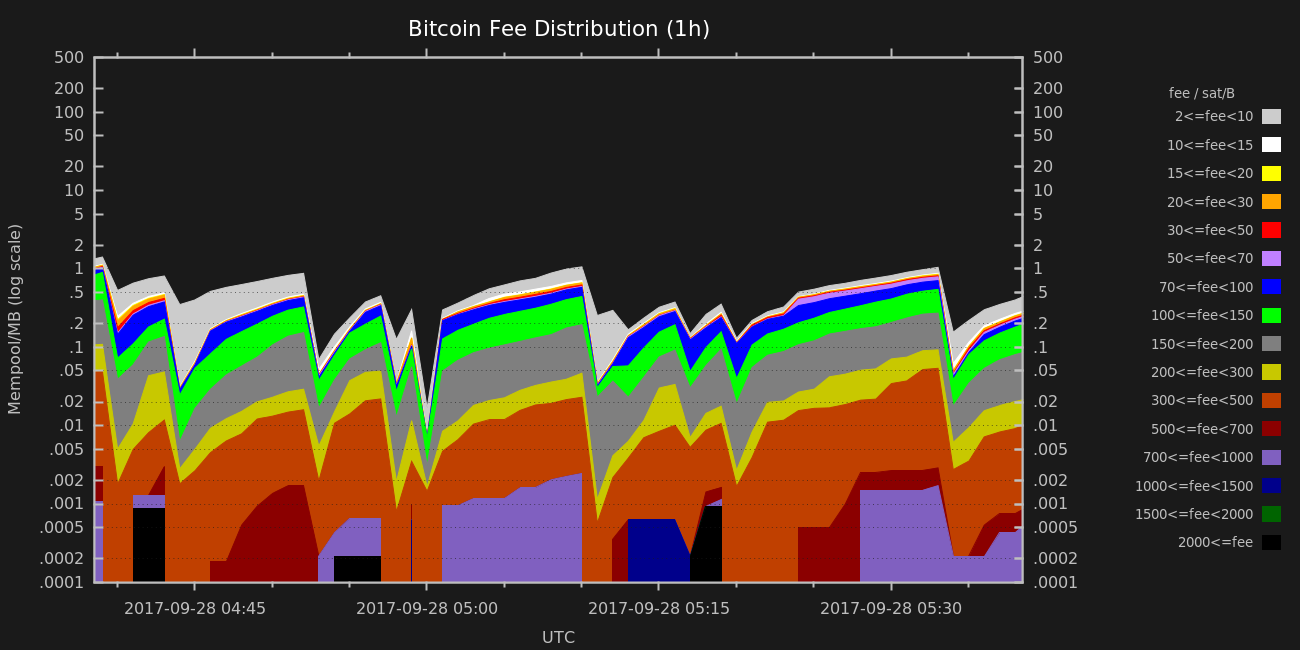 Bitcoin Fee Distribution (1h)
500 500
200 200
100 100
50 50
20 20
10 10
5 5
2 2
1 1
.5 .5
.2 .2
.1 .1
.05 .05
.02 .02
.01 .01
.005 .005
.002 .002
.001 .001
.0005 .0005
.0002 .0002
.0001 .0001
Mempool/MB (log scale)
2017-09-28 04:45 2017-09-28 05:00 2017-09-28 05:15 2017-09-28 05:30
UTC
fee / sat/B
2<=fee<10
10<=fee<15
15<=fee<20
20<=fee<30
30<=fee<50
50<=fee<70
70<=fee<100
100<=fee<150
150<=fee<200
200<=fee<300
300<=fee<500
500<=fee<700
700<=fee<1000
1000<=fee<1500
1500<=fee<2000
2000<=fee